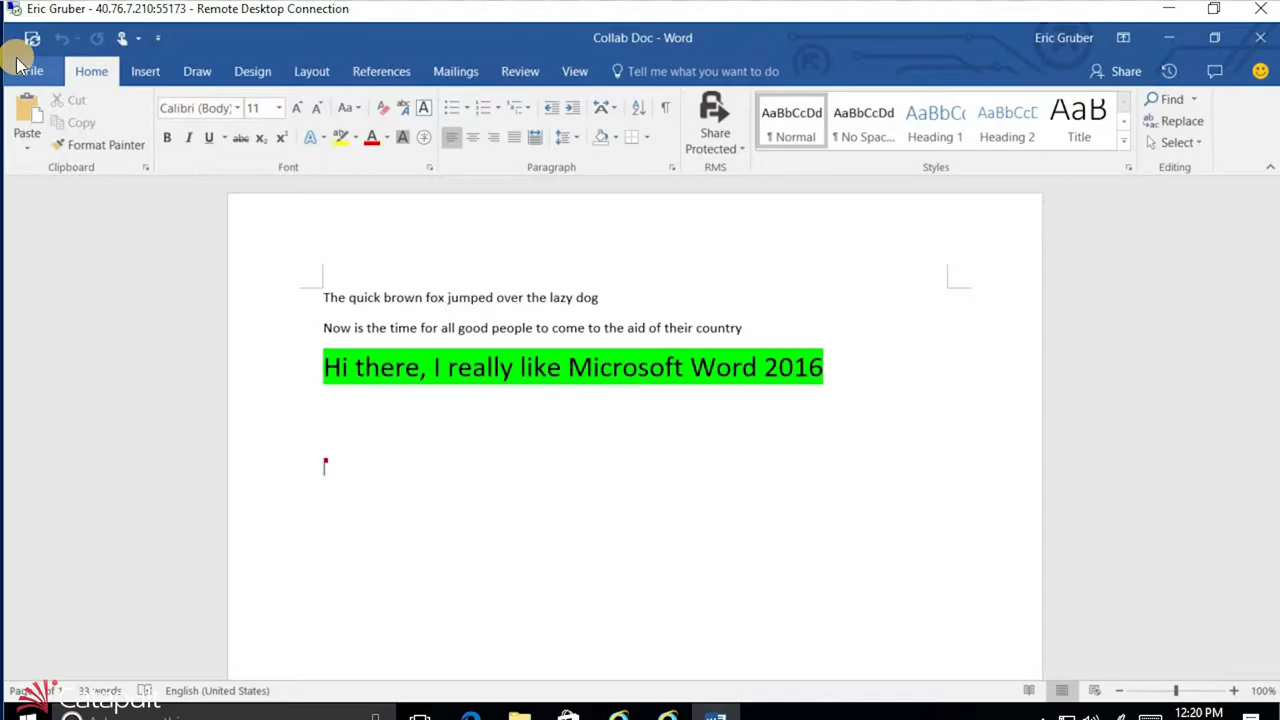 Eric Gruber - 40.76.7.210:55173 - Remote Desktop Connection
Collab Doc - Word
Eric Gruber
File Home Insert Draw Design Layout References Mailings Review View Tell me what you want to do Share
Paste
Cut
Copy
Format Painter
Clipboard
Calibri (Body) 11
Font
Paragraph
Share
Protected
RMS
AaBbCcDd AaBbCcDd AaBbCc AaBbCcD AaB
¶ Normal ¶ No Spac... Heading 1 Heading 2 Title
Styles
Find
Replace
Select
Editing
The quick brown fox jumped over the lazy dog
Now is the time for all good people to come to the aid of their country
Hi there, I really like Microsoft Word 2016
33 words English (United States) 100%
Catapult
12:20 PM